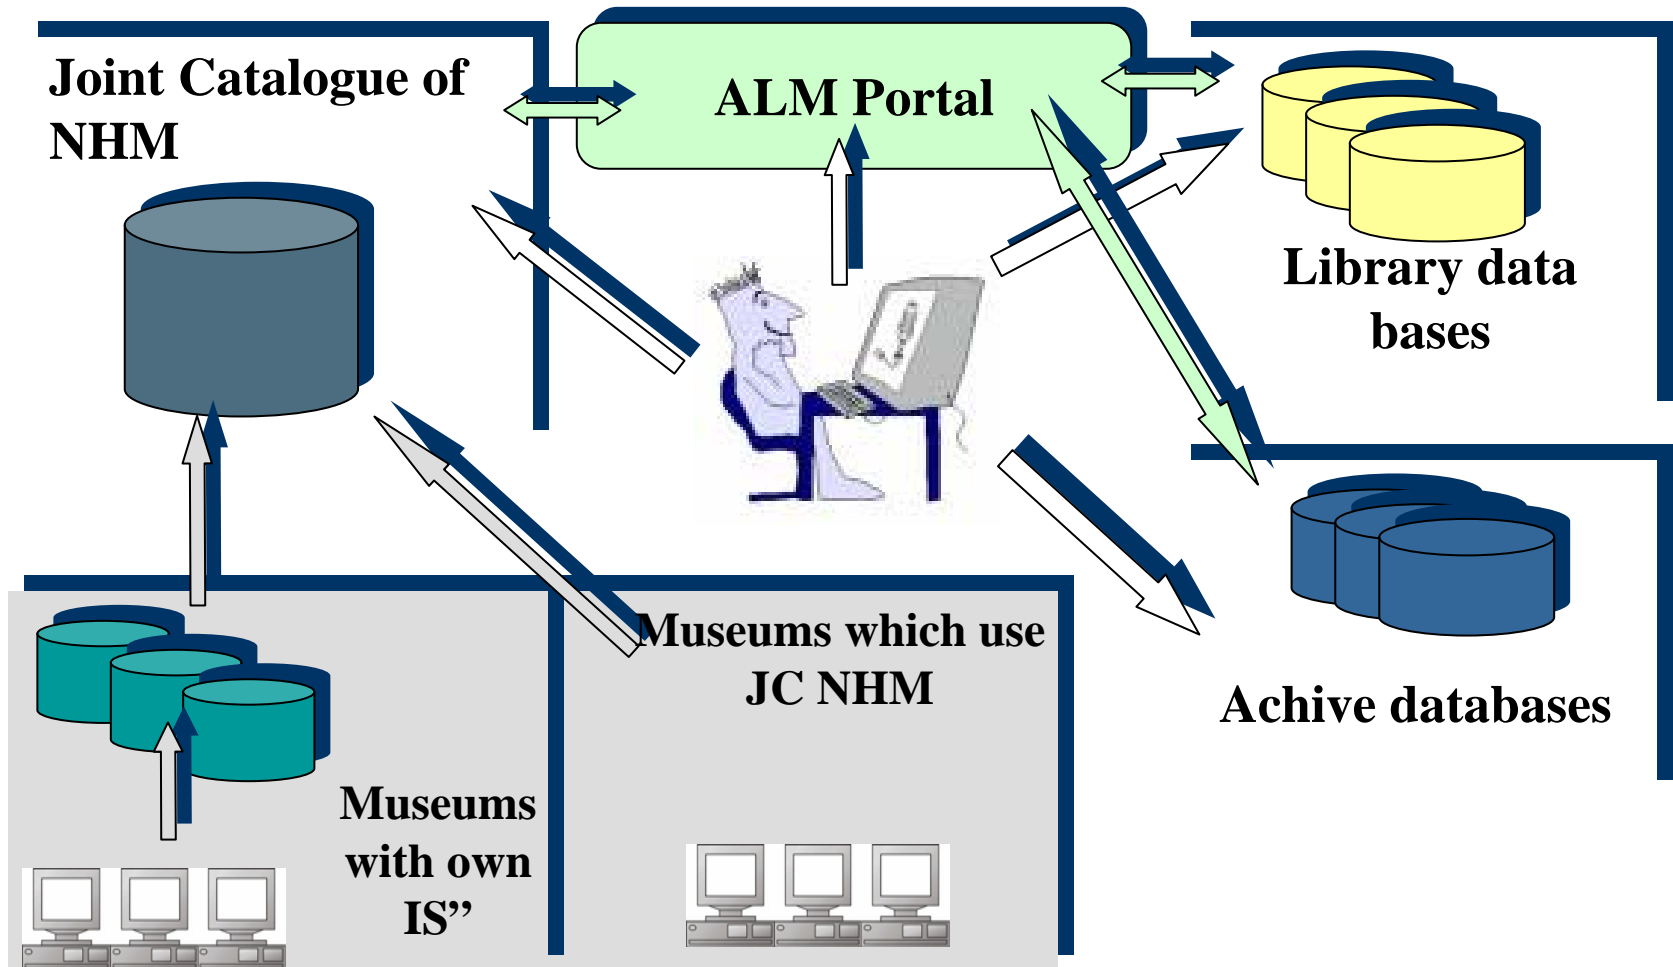 Joint Catalogue of
NHM
ALM Portal
Library data
bases
Museums which use
JC NHM
Achive databases
Museums
with own
IS”